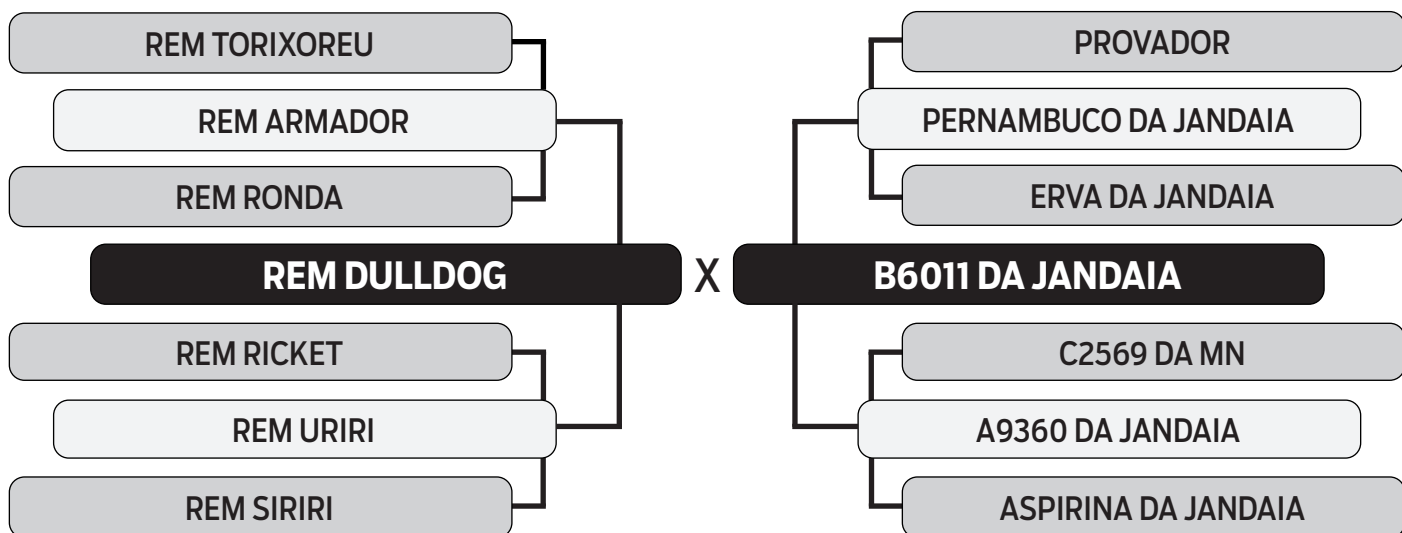 REM TORIXOREU
REM ARMADOR
REM RONDA
REM DULLDOG
REM RICKET
REM URIRI
REM SIRIRI
X
PROVADOR
PERNAMBUCO DA JANDAIA
ERVA DA JANDAIA
B6011 DA JANDAIA
C2569 DA MN
A9360 DA JANDAIA
ASPIRINA DA JANDAIA